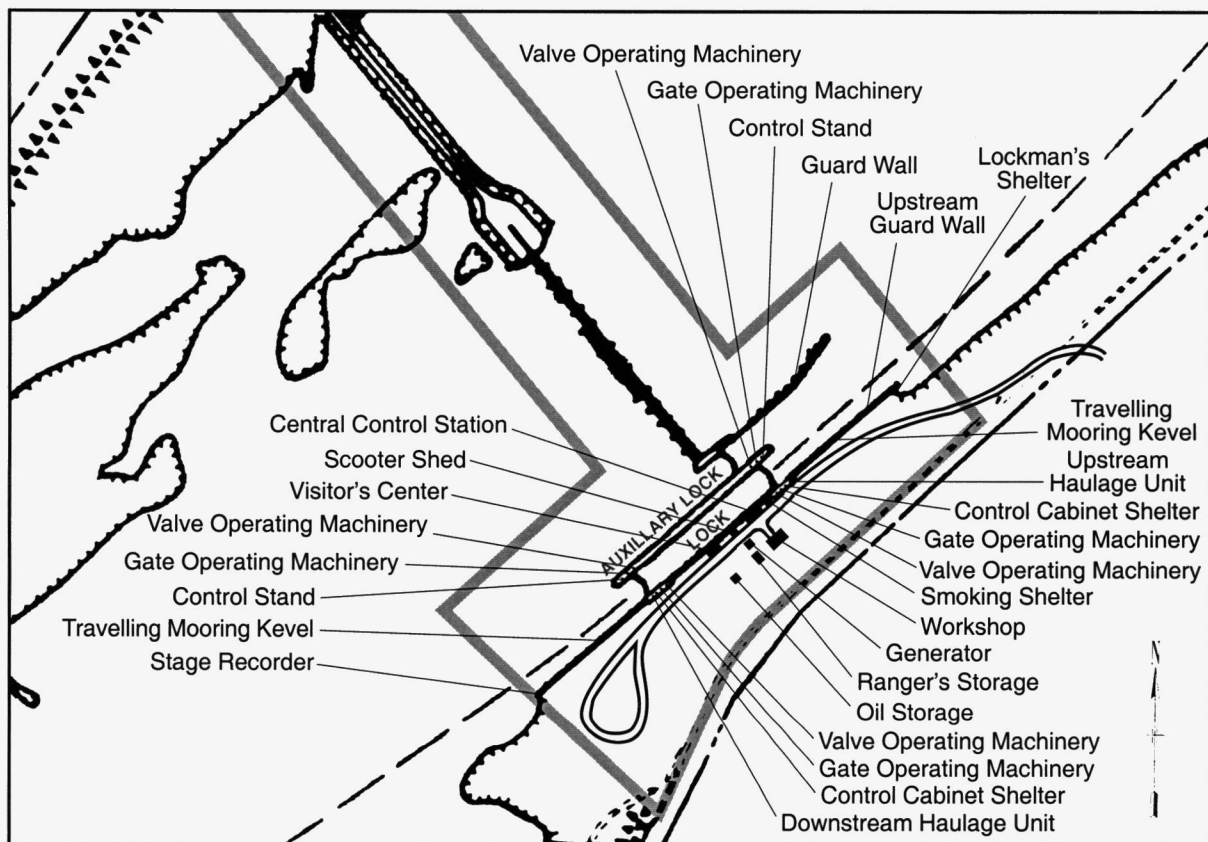 Valve Operating Machinery
Gate Operating Machinery
Control Stand
Guard Wall
Lockman's
Shelter
Upstream
Guard Wall
Central Control Station
Scooter Shed
Visitor's Center
Valve Operating Machinery
Gate Operating Machinery
Control Stand
Travelling Mooring Kevel
Stage Recorder
AUXILLARY LOCK
LOCK
Travelling
Mooring Kevel
Upstream
Haulage Unit
Control Cabinet Shelter
Gate Operating Machinery
Valve Operating Machinery
Smoking Shelter
Workshop
Generator
Ranger's Storage
Oil Storage
Valve Operating Machinery
Gate Operating Machinery
Control Cabinet Shelter
Downstream Haulage Unit
N